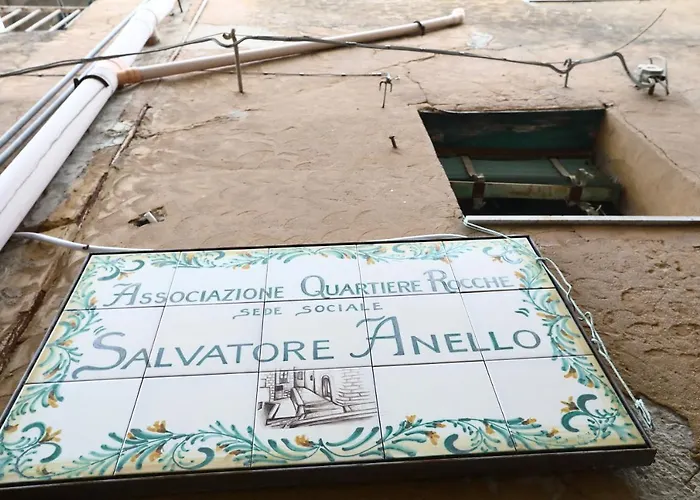 Associazione Quartiere Rocche
Sede Sociale
Salvatore Anello